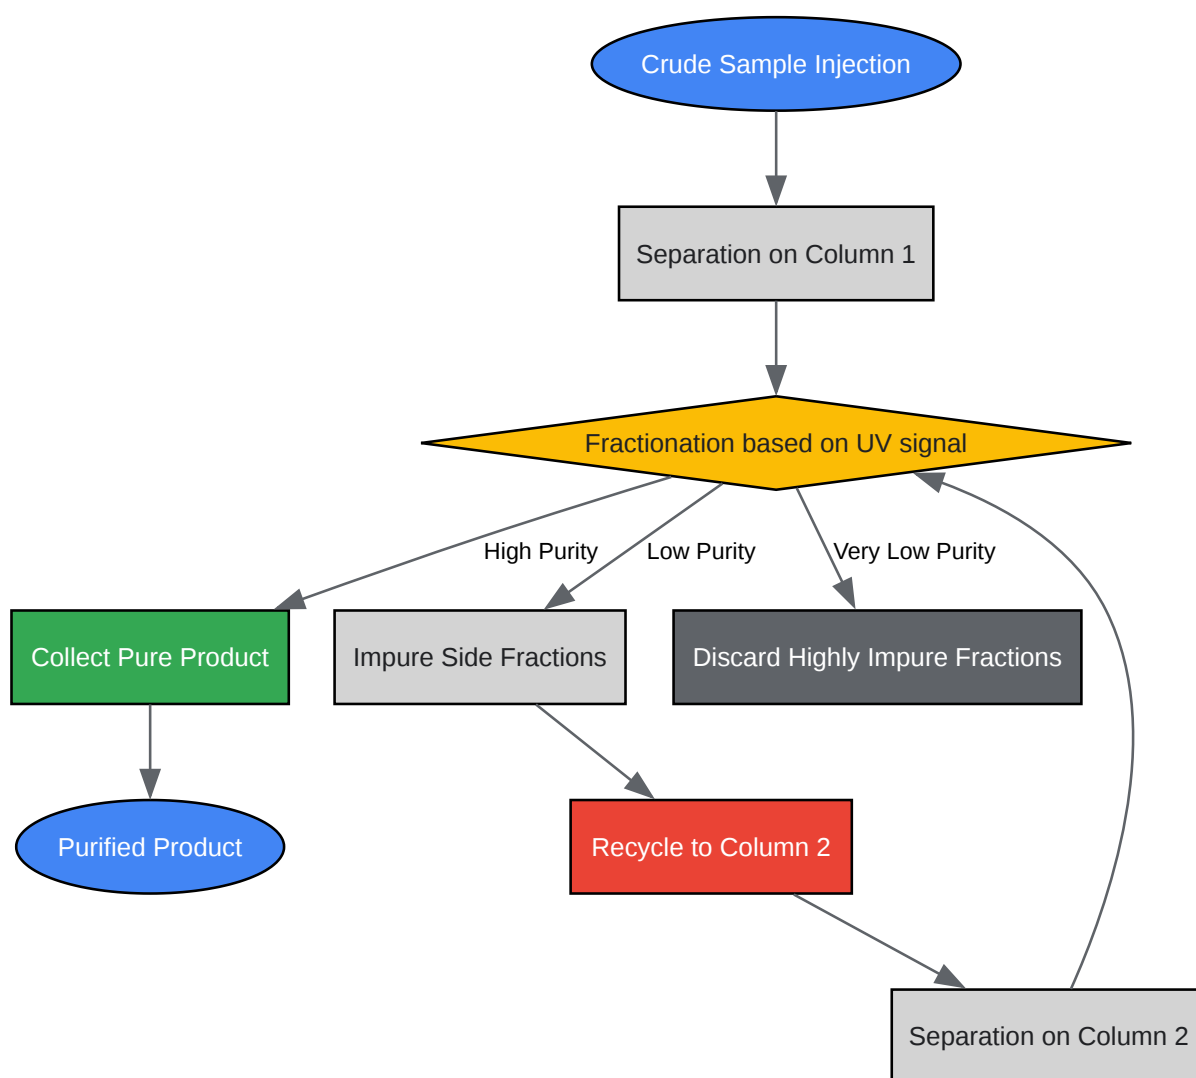 Crude Sample Injection
Separation on Column 1
Fractionation based on UV signal
High Purity
Low Purity
Very Low Purity
Collect Pure Product
Impure Side Fractions
Discard Highly Impure Fractions
Purified Product
Recycle to Column 2
Separation on Column 2